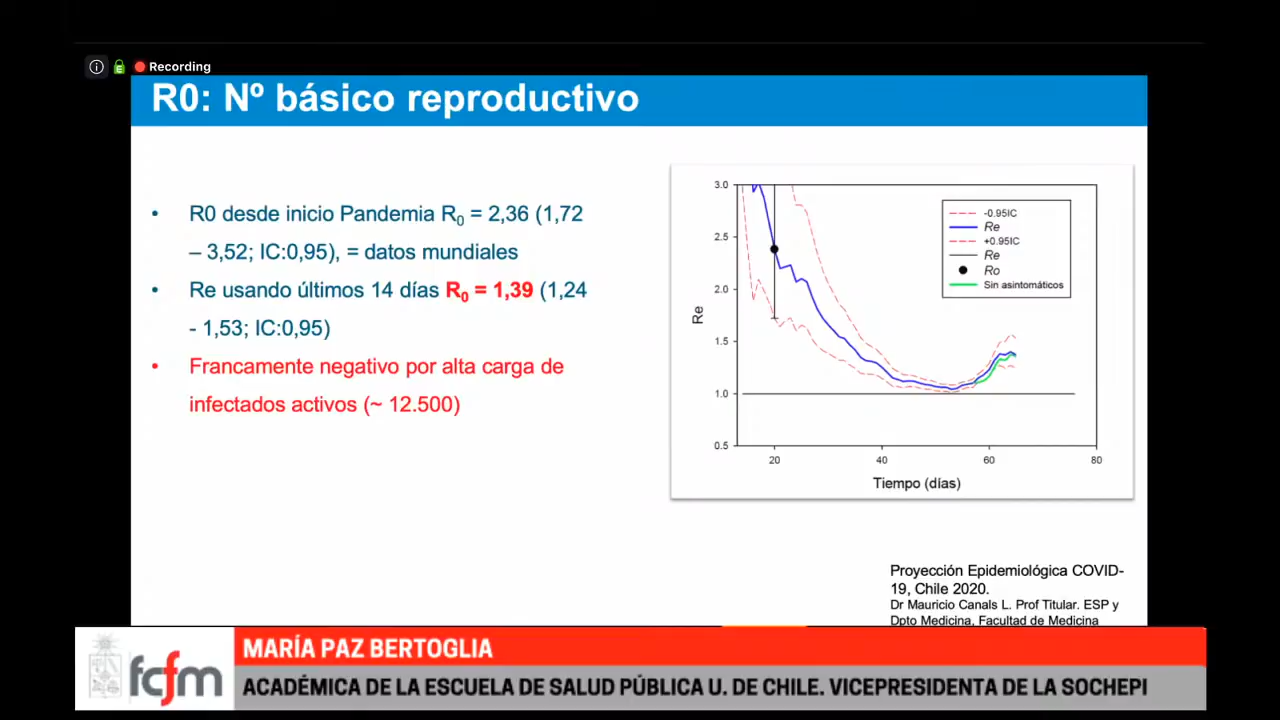 Recording
R0: Nº básico reproductivo
• R0 desde inicio Pandemia R0 = 2,36 (1,72
– 3,52; IC:0,95), = datos mundiales
• Re usando últimos 14 días R0 = 1,39 (1,24
- 1,53; IC:0,95)
• Francamente negativo por alta carga de
infectados activos (~ 12.500)
3.0
2.5
2.0
1.5
1.0
0.5
Re
20 40 60 80
Tiempo (días)
-0.95IC
Re
+0.95IC
Re
Ro
Sin asintomáticos
Proyección Epidemiológica COVID-
19, Chile 2020.
Dr Mauricio Canals L. Prof Titular. ESP y
Dpto Medicina, Facultad de Medicina
fcfm
MARÍA PAZ BERTOGLIA
ACADÉMICA DE LA ESCUELA DE SALUD PÚBLICA U. DE CHILE. VICEPRESIDENTA DE LA SOCHEPI